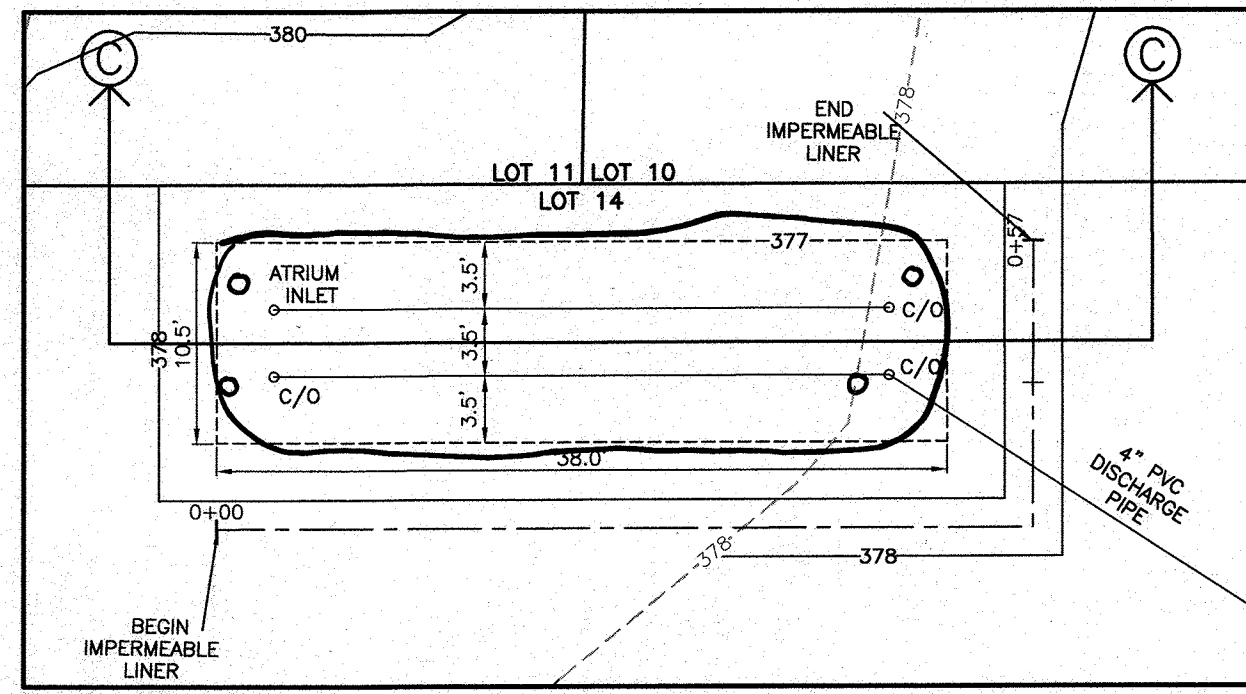 380
C
C
END
IMPERMEABLE
LINER
378
LOT 11 LOT 10
LOT 14
377
0+57
ATRIUM
INLET
3.5'
C/O
378
10.5'
3.5'
C/O
C/O
3.5'
38.0'
4" PVC
DISCHARGE
PIPE
0+00
378
378
BEGIN
IMPERMEABLE
LINER